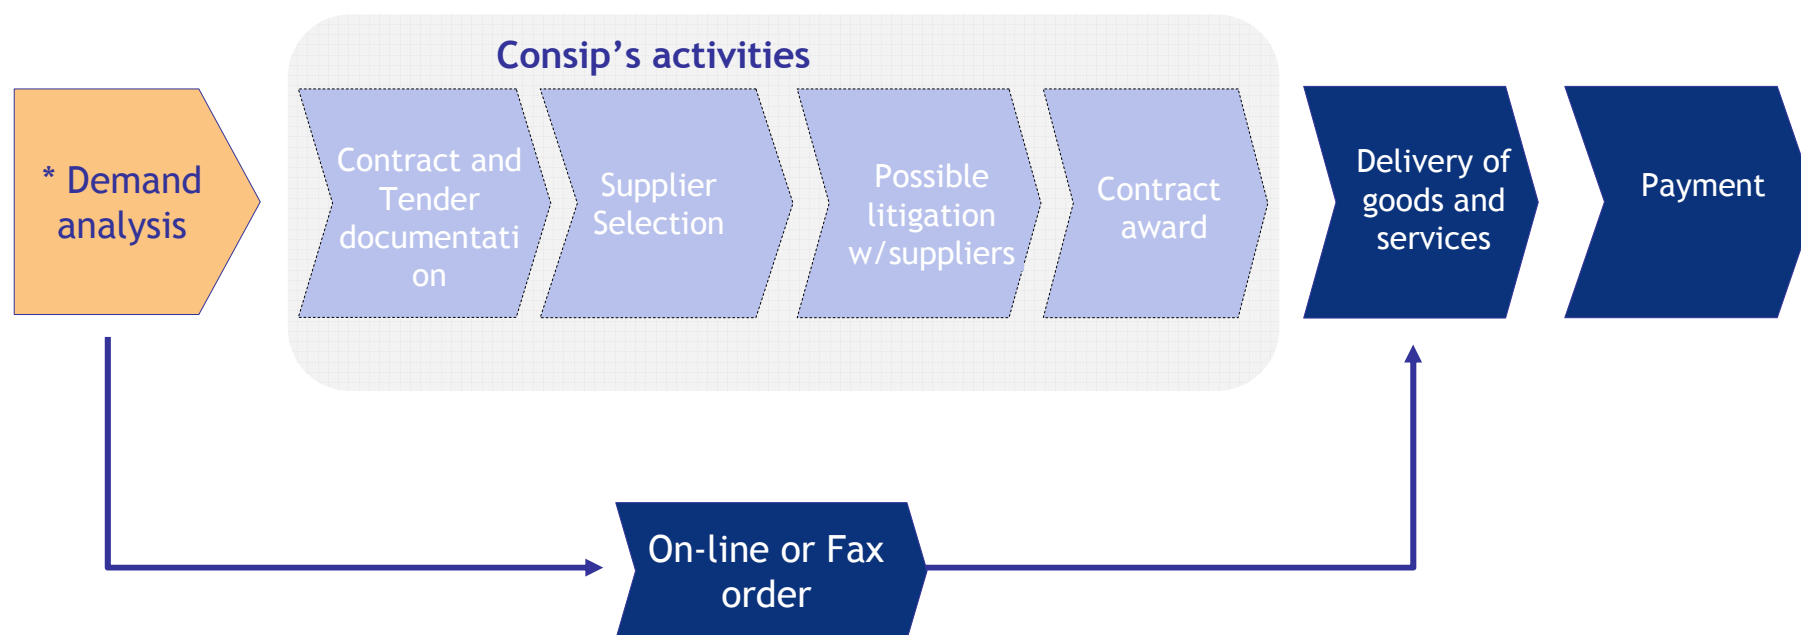 Consip’s activities
* Demand
analysis
Contract and
Tender
documentati
on
Supplier
Selection
Possible
litigation
w/suppliers
Contract
award
Delivery of
goods and
services
Payment
On-line or Fax
order